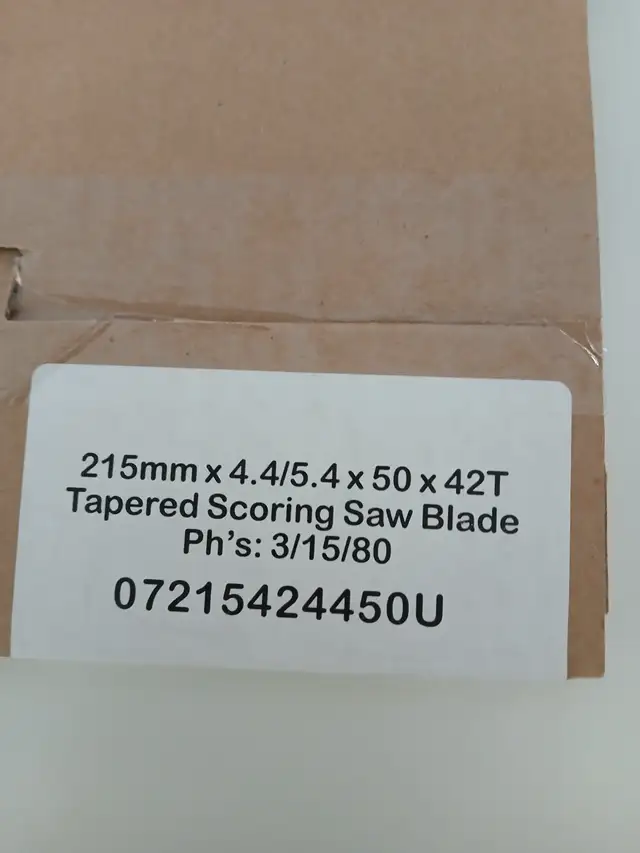 215mm x 4.4/5.4 x 50 x 42T
Tapered Scoring Saw Blade
Ph's: 3/15/80
07215424450U